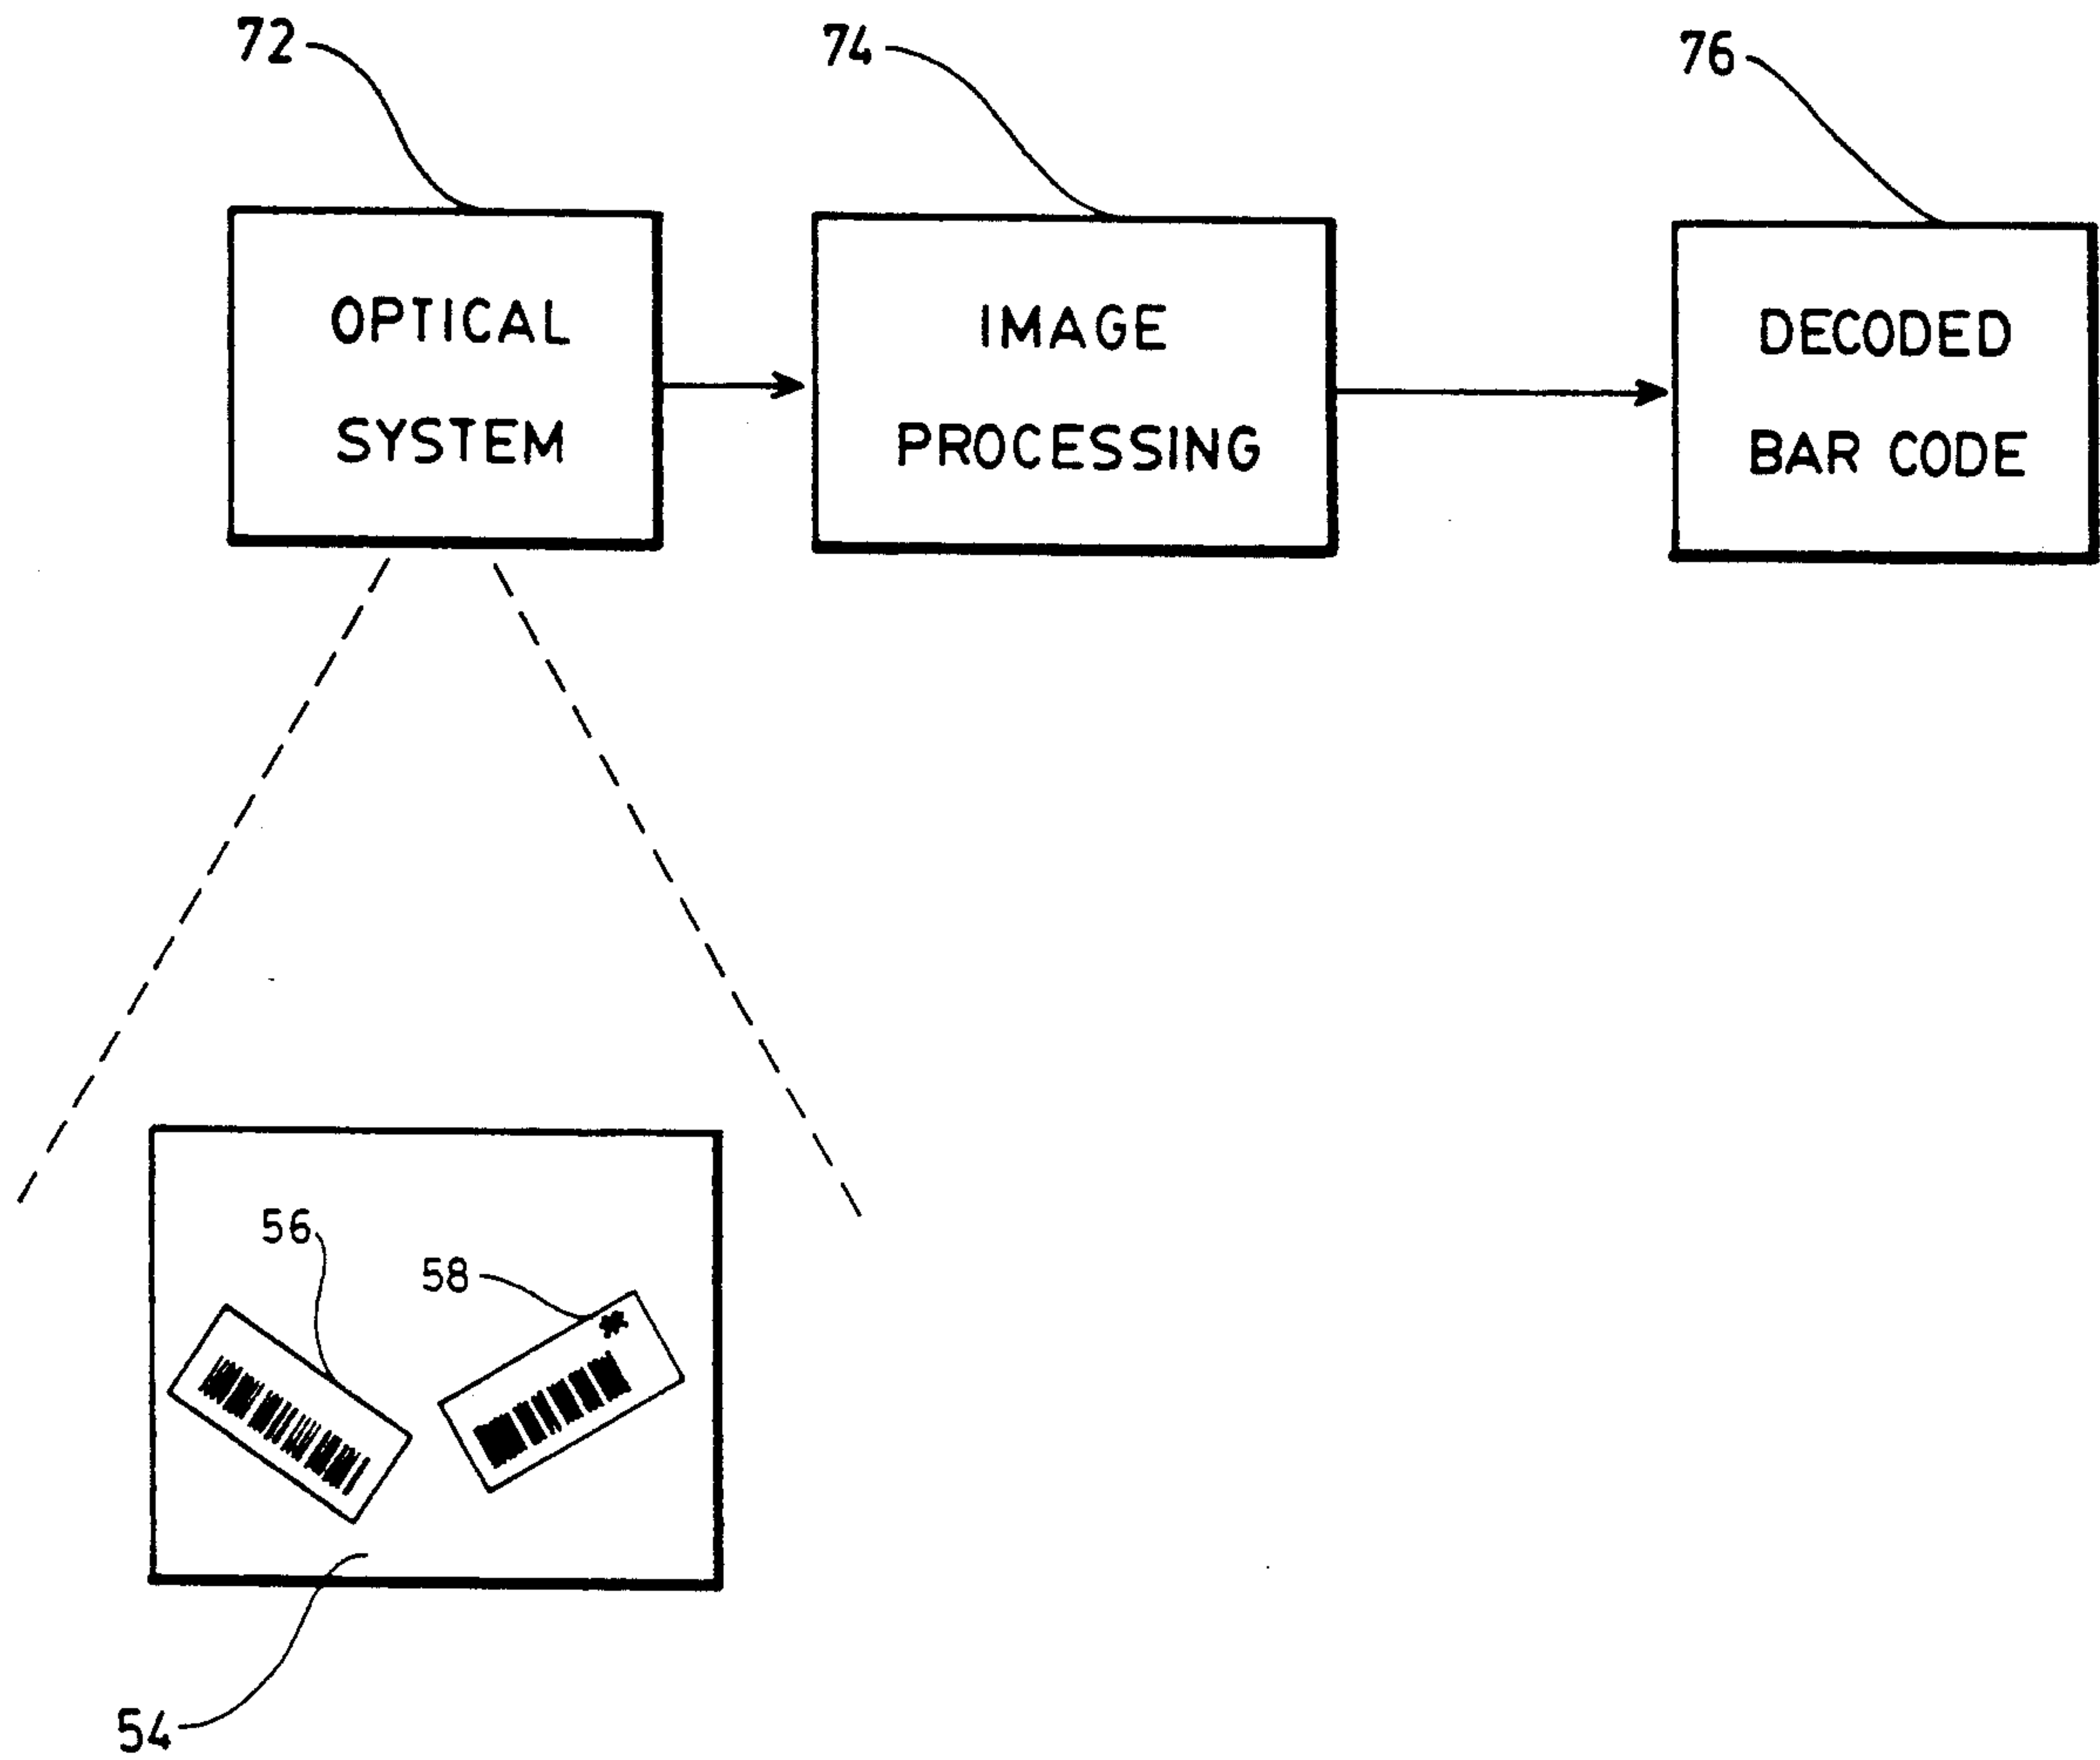 72
74
76
OPTICAL
SYSTEM
IMAGE
PROCESSING
DECODED
BAR CODE
56
58
54